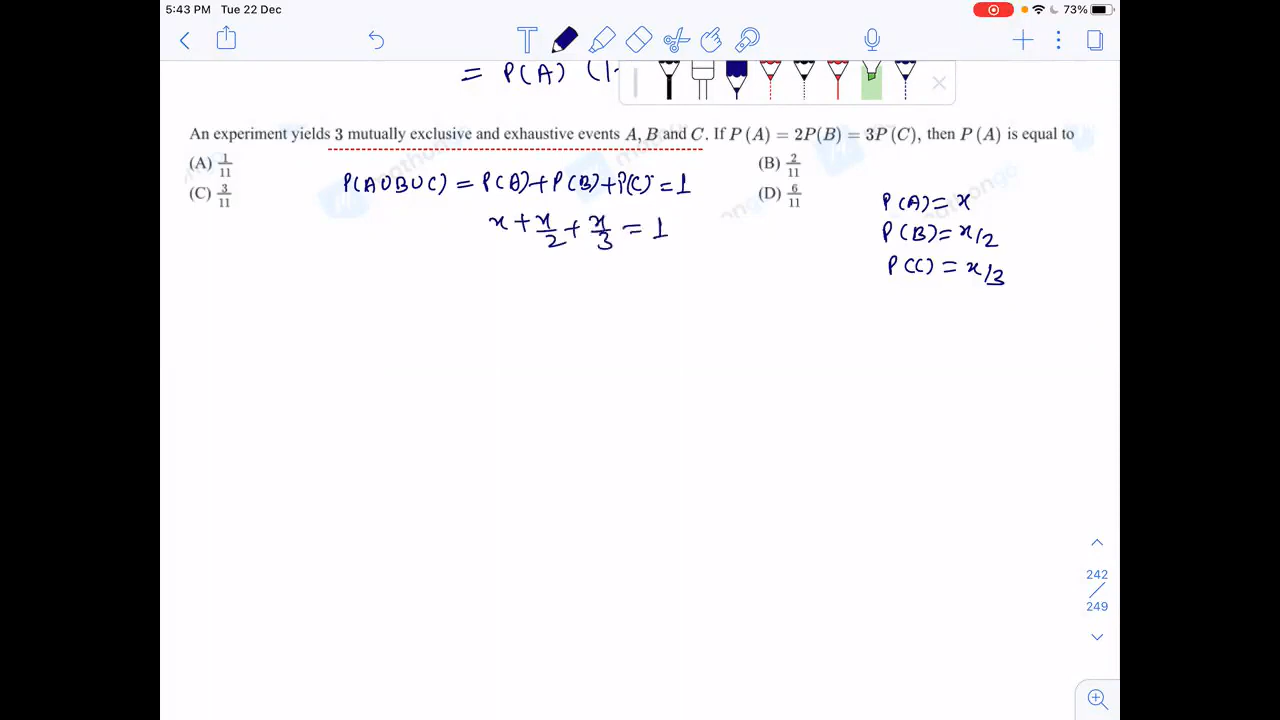 5:43 PM Tue 22 Dec
73%
T
= P(A) (1-
An experiment yields 3 mutually exclusive and exhaustive events A, B and C. If P(A) = 2P(B) = 3P(C), then P(A) is equal to
(A) 1/11 (B) 2/11
(C) 3/11 (D) 6/11
P(A∪B∪C) = P(A)+P(B)+P(C) = 1
x + x/2 + x/3 = 1
P(A) = x
P(B) = x/2
P(C) = x/3
242
/
249